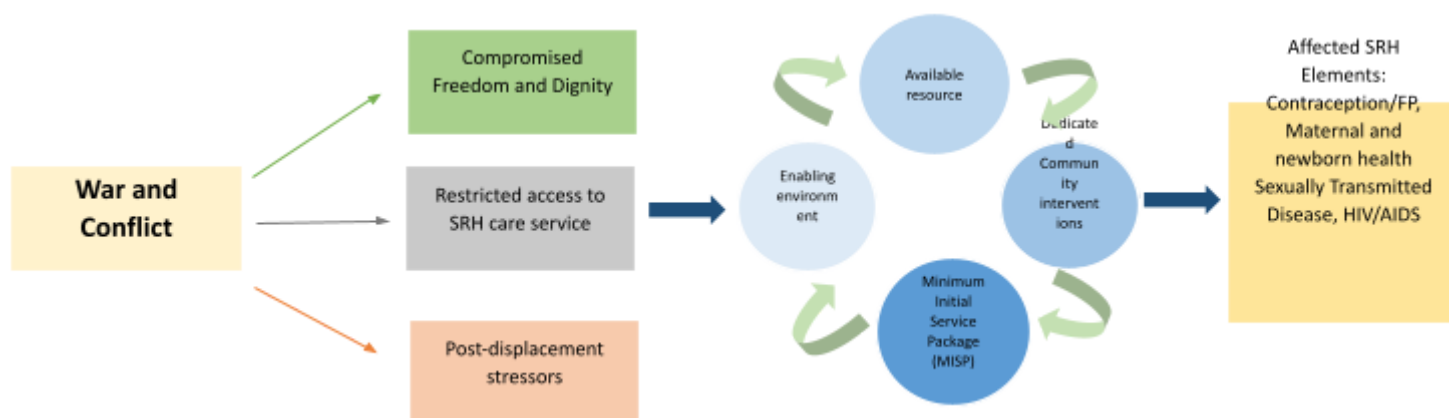 War and
Conflict
Compromised
Freedom and Dignity
Restricted access to
SRH care service
Post-displacement
stressors
Available
resource
Enabling
environm
ent
Dedicate
d
Commun
ity
interventi
ions
Minimum
Initial
Service
Package
(MISP)
Affected SRH
Elements:
Contraception/FP,
Maternal and
newborn health
Sexually Transmitted
Disease, HIV/AIDS